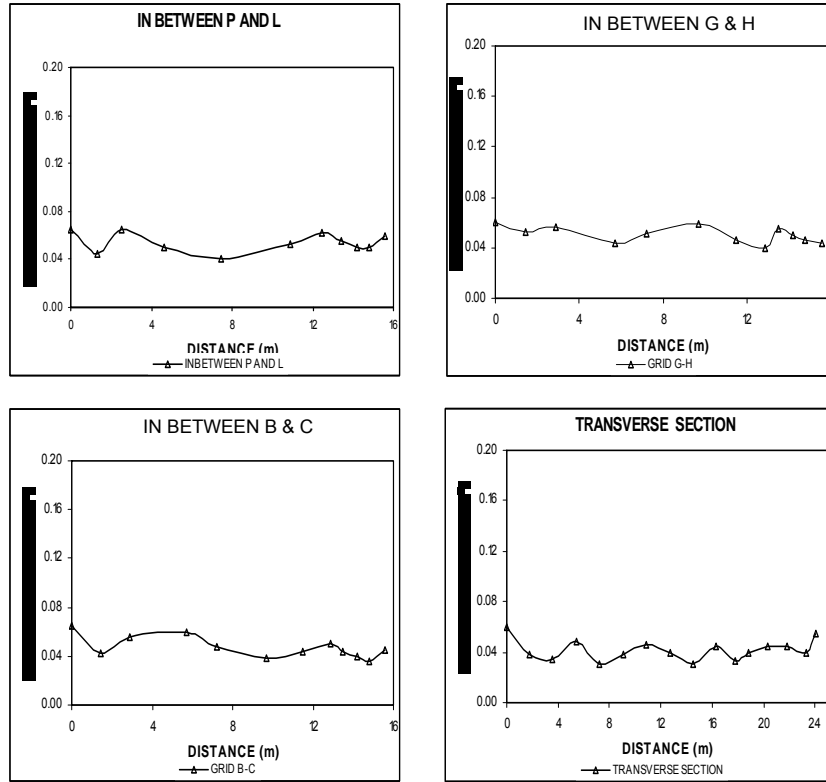 IN BETWEEN P AND L
0.20
0.16
0.12
0.08
0.04
0.00
0 4 8 12 16
DISTANCE (m)
INBETWEEN P AND L
IN BETWEEN G & H
0.20
0.16
0.12
0.08
0.04
0.00
0 4 8 12
DISTANCE (m)
GRID G-H
IN BETWEEN B & C
0.20
0.16
0.12
0.08
0.04
0.00
0 4 8 12 16
DISTANCE (m)
GRID B-C
TRANSVERSE SECTION
0.20
0.16
0.12
0.08
0.04
0.00
0 4 8 12 16 20 24
DISTANCE (m)
TRANSVERSE SECTION